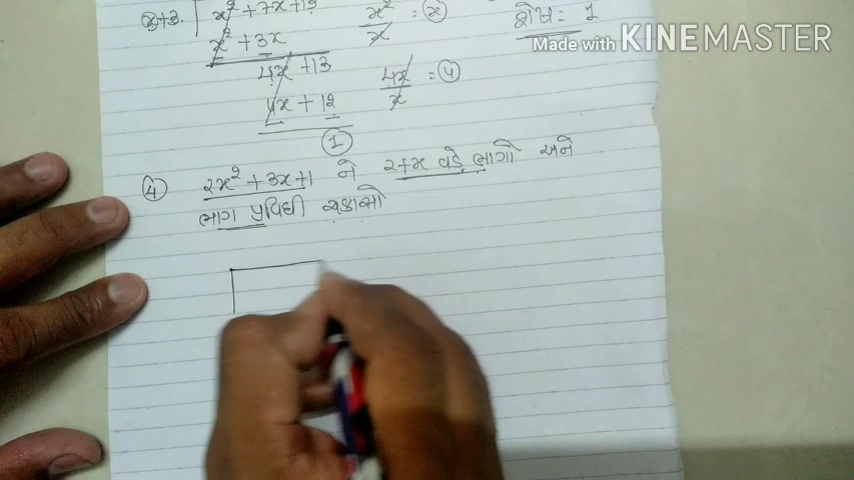 x+3. x² + 7x + 13 x²/x = x શેષ = 1
Made with KINEMASTER
x² + 3x
4x + 13 4x/x = 4
4x + 12
1
4 2x² + 3x + 1 ને 2+x વડે ભાગો અને
ભાગ પ્રવિધી ચકાસો